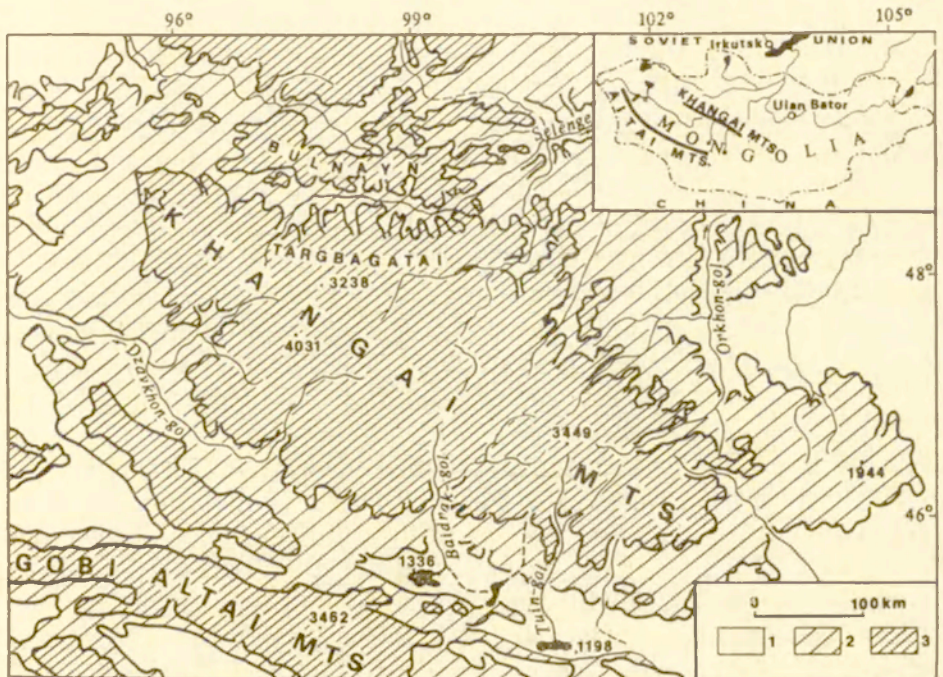 96° 99° 102° 105°
SOVIET Irkutsk UNION
Ulan Bator
KHANGAI MTS.
ALTAI MTS.
MONGOLIA
CHINA
Selenge
BULNAYN
KHANGAI MTS
TARGBAGATAI
3238
4031
48°
Orkhon-gol
Dzavkhon-gol
3449
1944
Baidrak-gol
46°
1336
Tuin-gol
GOBI ALTAI MTS
3462
1198
0 100 km
1 2 3